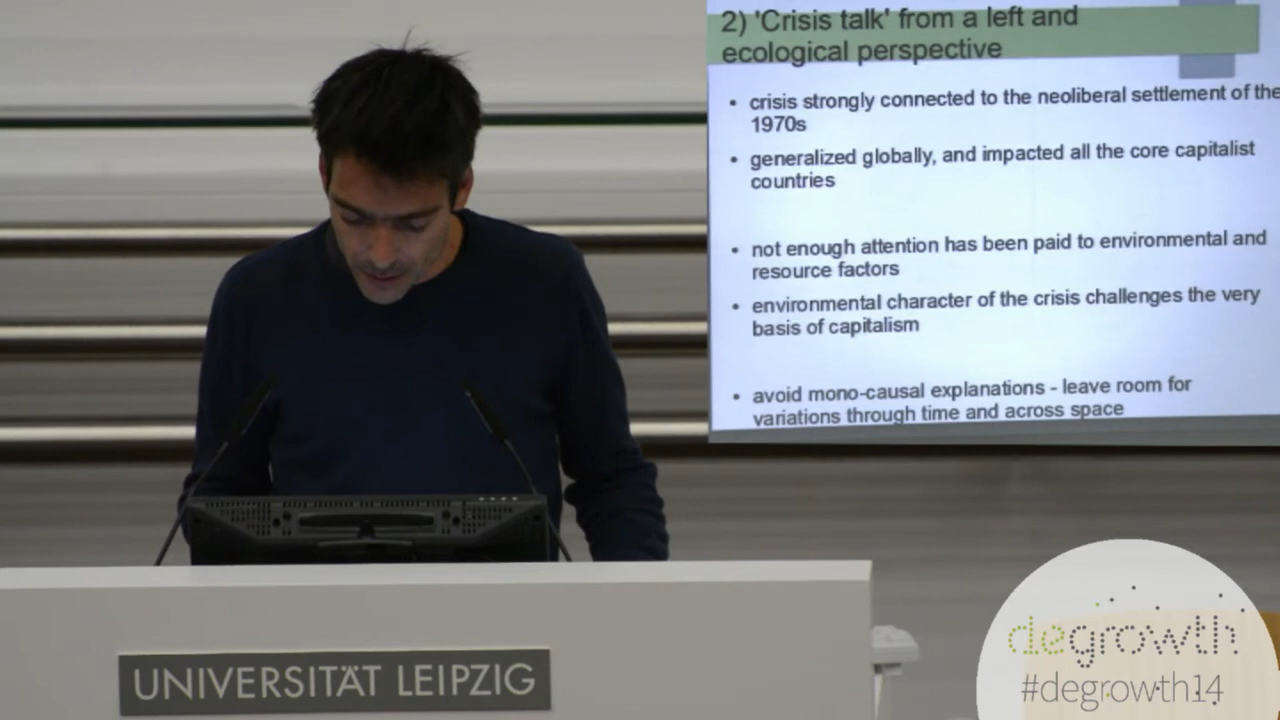 2) 'Crisis talk' from a left and
ecological perspective
• crisis strongly connected to the neoliberal settlement of the
1970s
• generalized globally, and impacted all the core capitalist
countries
• not enough attention has been paid to environmental and
resource factors
• environmental character of the crisis challenges the very
basis of capitalism
• avoid mono-causal explanations - leave room for
variations through time and across space
UNIVERSITÄT LEIPZIG
degrowth
#degrowth14